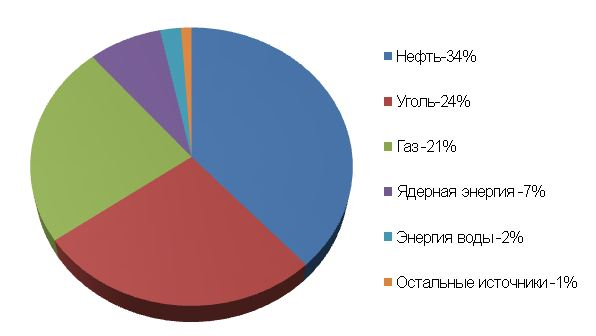 Нефть-34%
Уголь-24%
Газ-21%
Ядерная энергия-7%
Энергия воды-2%
Остальные источники-1%